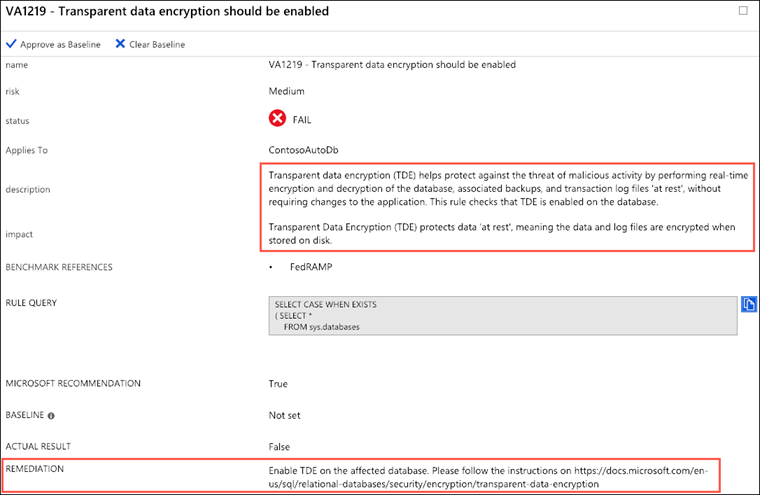 VA1219 - Transparent data encryption should be enabled
Approve as Baseline Clear Baseline
name VA1219 - Transparent data encryption should be enabled
risk Medium
status FAIL
Applies To ContosoAutoDb
description Transparent data encryption (TDE) helps protect against the threat of malicious activity by performing real-time
encryption and decryption of the database, associated backups, and transaction log files 'at rest', without
requiring changes to the application. This rule checks that TDE is enabled on the database.
impact Transparent Data Encryption (TDE) protects data 'at rest', meaning the data and log files are encrypted when
stored on disk.
BENCHMARK REFERENCES • FedRAMP
RULE QUERY SELECT CASE WHEN EXISTS
( SELECT *
FROM sys.databases
MICROSOFT RECOMMENDATION True
BASELINE Not set
ACTUAL RESULT False
REMEDIATION Enable TDE on the affected database. Please follow the instructions on https://docs.microsoft.com/en-
us/sql/relational-databases/security/encryption/transparent-data-encryption